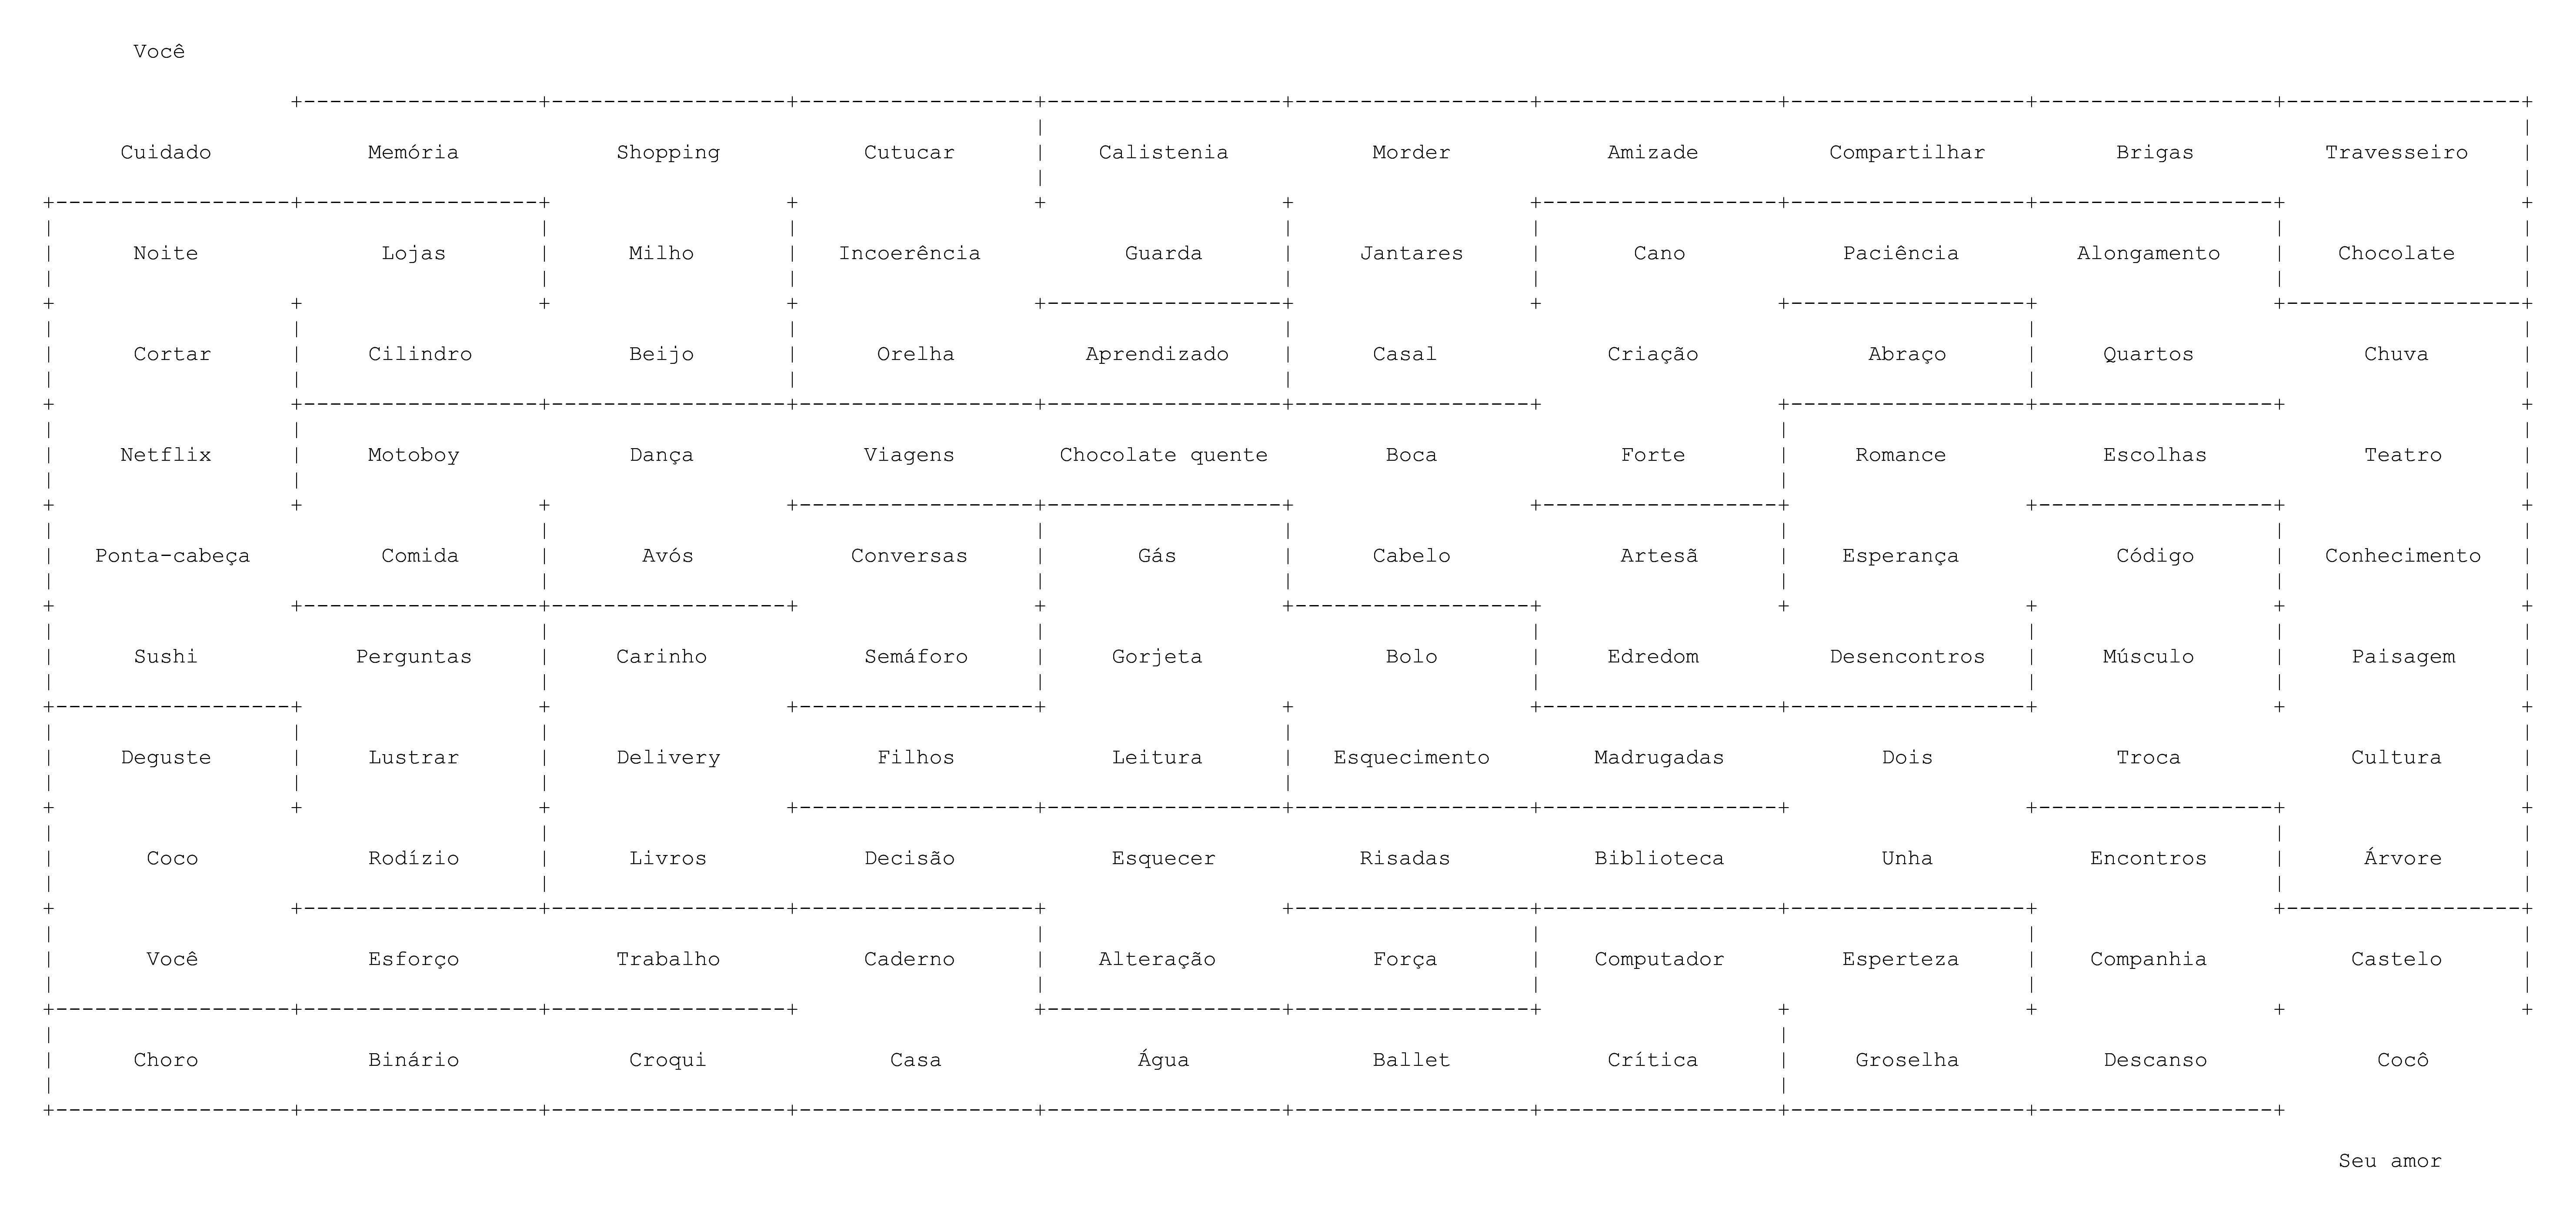 Você
Cuidado Memória Shopping Cutucar Calistenia Morder Amizade Compartilhar Brigas Travesseiro
Noite Lojas Milho Incoerência Guarda Jantares Cano Paciência Alongamento Chocolate
Cortar Cilindro Beijo Orelha Aprendizado Casal Criação Abraço Quartos Chuva
Netflix Motoboy Dança Viagens Chocolate quente Boca Forte Romance Escolhas Teatro
Ponta-cabeça Comida Avós Conversas Gás Cabelo Artesã Esperança Código Conhecimento
Sushi Perguntas Carinho Semáforo Gorjeta Bolo Edredom Desencontros Músculo Paisagem
Deguste Lustrar Delivery Filhos Leitura Esquecimento Madrugadas Dois Troca Cultura
Coco Rodízio Livros Decisão Esquecer Risadas Biblioteca Unha Encontros Árvore
Você Esforço Trabalho Caderno Alteração Força Computador Esperteza Companhia Castelo
Choro Binário Croqui Casa Água Ballet Crítica Groselha Descanso Cocô
Seu amor